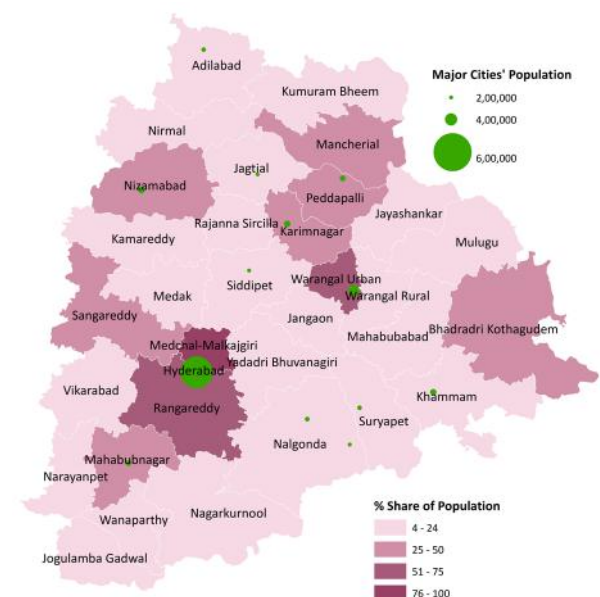 Adilabad
Major Cities' Population
2,00,000
4,00,000
6,00,000
Kumuram Bheem
Nirmal
Mancherial
Jagtial
Nizamabad
Peddapalli
Jayashankar
Rajanna Sircilla
Karimnagar
Kamareddy
Mulugu
Warangal Urban
Siddipet
Medak
Warangal Rural
Sangareddy
Jangaon
Bhadradri Kothagudem
Mahabubabad
Medchal-Malkajgiri
Yadadri Bhuvanagiri
Hyderabad
Vikarabad
Khammam
Rangareddy
Suryapet
Nalgonda
Mahabubnagar
Narayanpet
Wanaparthy
Nagarkurnool
Jogulamba Gadwal
% Share of Population
4 - 24
25 - 50
51 - 75
76 - 100